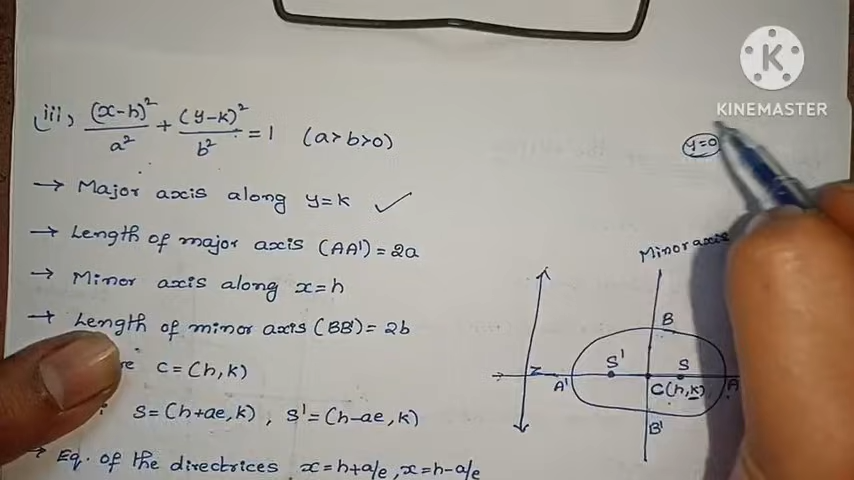 K
KINEMASTER
iii) (x-h)²/a² + (y-k)²/b² = 1 (a>b>0)
y=0
→ Major axis along y=k ✓
→ Length of major axis (AA') = 2a
→ Minor axis along x=h
→ Length of minor axis (BB') = 2b
C = (h,k)
S = (h+ae, k), S' = (h-ae, k)
→ Eq. of the directrices x=h+a/e, x=h-a/e
Minor axis
B
S' S
Z A' C(h,k) A
B'